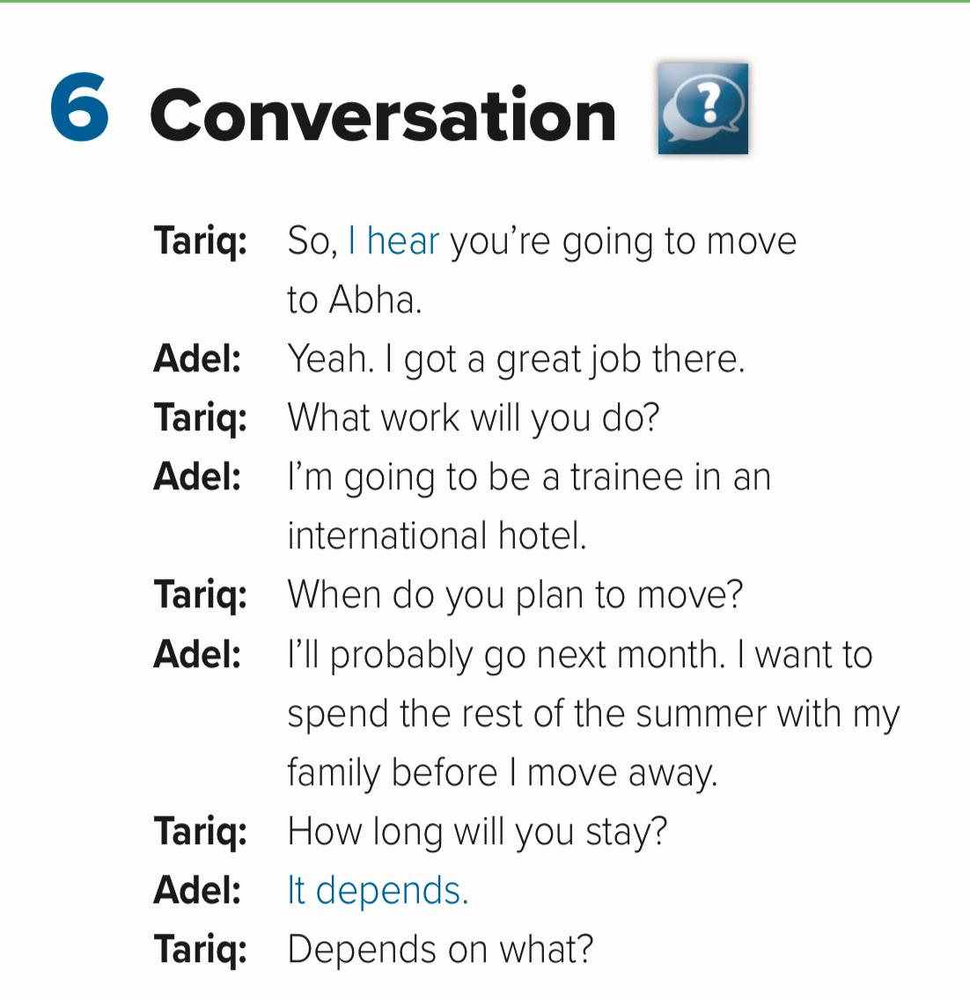 6 Conversation
Tariq: So, I hear you’re going to move
to Abha.
Adel: Yeah. I got a great job there.
Tariq: What work will you do?
Adel: I’m going to be a trainee in an
international hotel.
Tariq: When do you plan to move?
Adel: I’ll probably go next month. I want to
spend the rest of the summer with my
family before I move away.
Tariq: How long will you stay?
Adel: It depends.
Tariq: Depends on what?